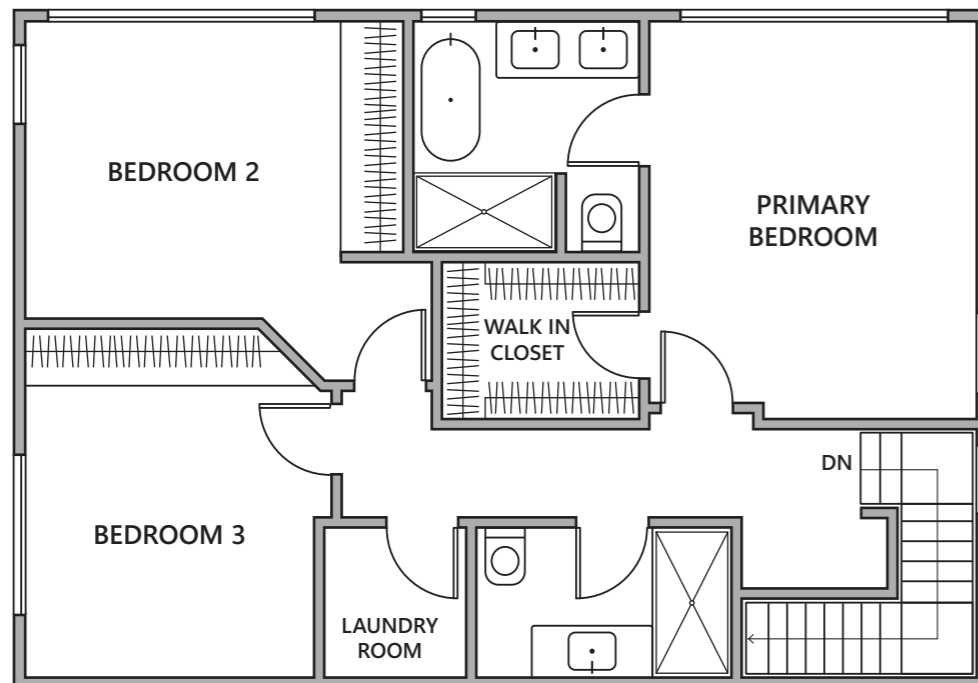 BEDROOM 2
PRIMARY
BEDROOM
WALK IN
CLOSET
DN
BEDROOM 3
LAUNDRY
ROOM